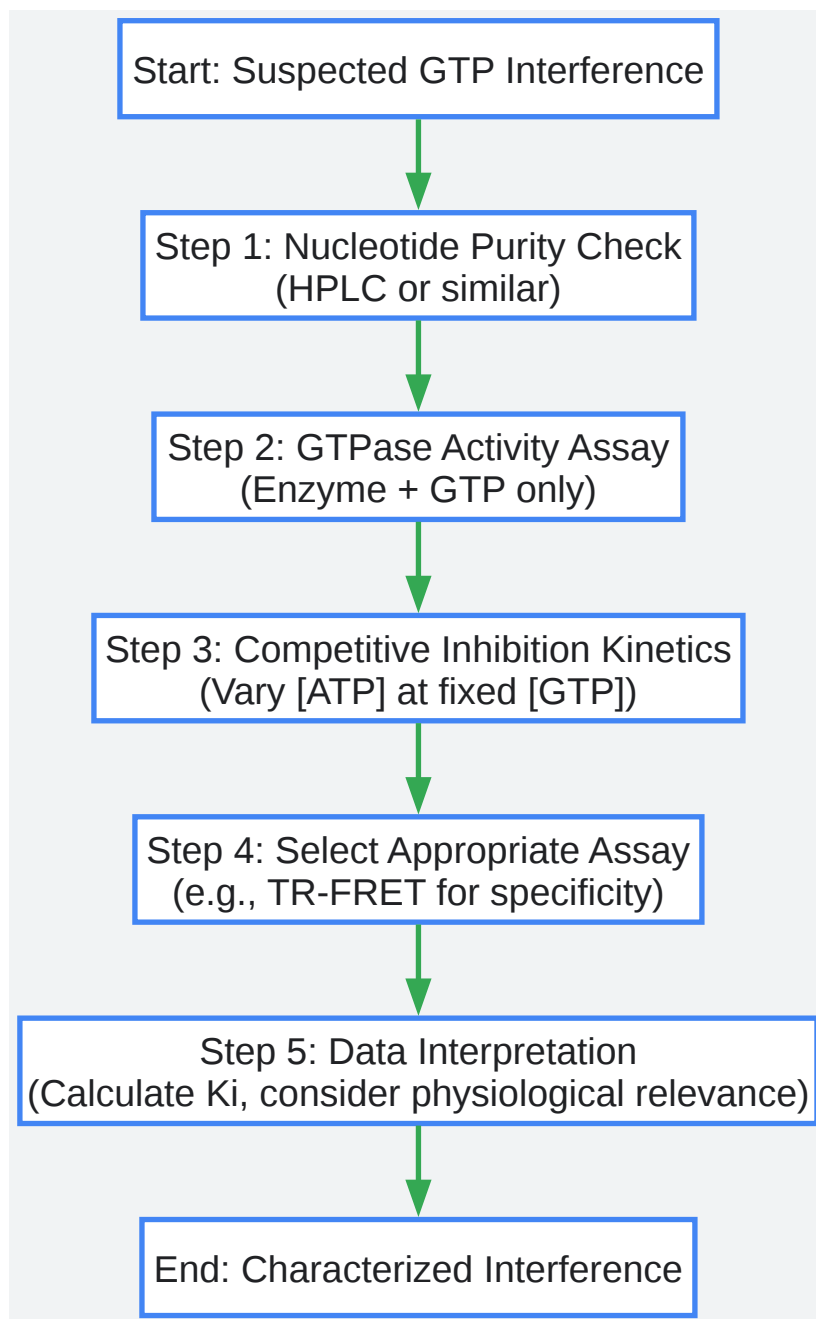 Start: Suspected GTP Interference
Step 1: Nucleotide Purity Check
(HPLC or similar)
Step 2: GTPase Activity Assay
(Enzyme + GTP only)
Step 3: Competitive Inhibition Kinetics
(Vary [ATP] at fixed [GTP])
Step 4: Select Appropriate Assay
(e.g., TR-FRET for specificity)
Step 5: Data Interpretation
(Calculate Ki, consider physiological relevance)
End: Characterized Interference